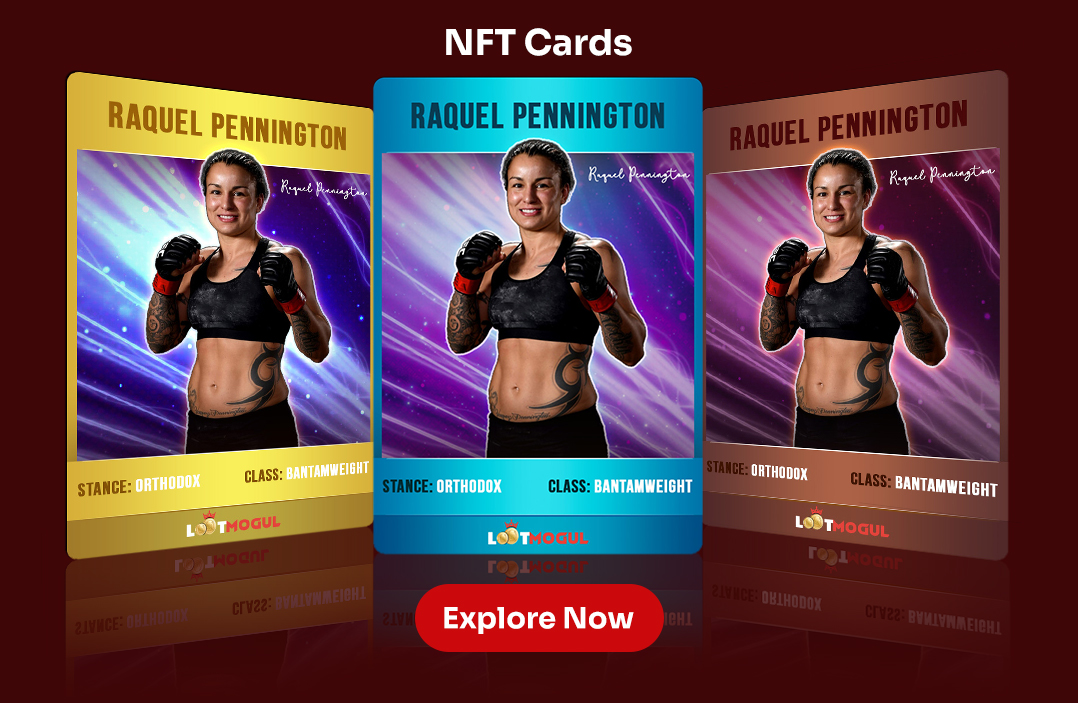 NFT Cards
RAQUEL PENNINGTON
Raquel Pennington
STANCE: ORTHODOX
CLASS: BANTAMWEIGHT
LOOTMOGUL
RAQUEL PENNINGTON
Raquel Pennington
STANCE: ORTHODOX
CLASS: BANTAMWEIGHT
LOOTMOGUL
RAQUEL PENNINGTON
Raquel Pennington
STANCE: ORTHODOX
CLASS: BANTAMWEIGHT
LOOTMOGUL
Explore Now